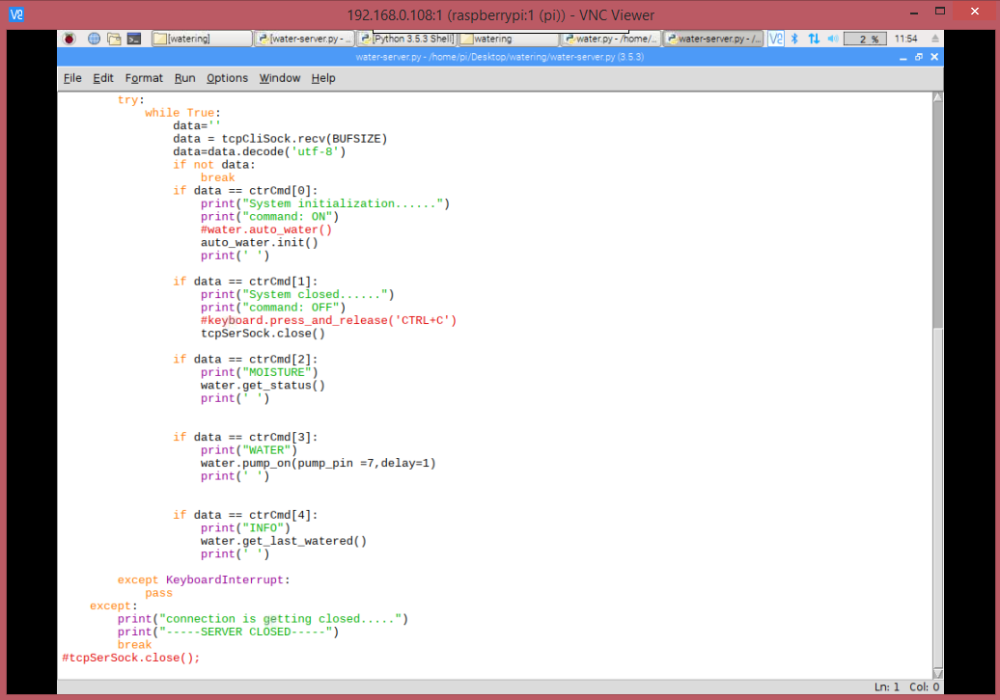 192.168.0.108:1 (raspberrypi:1 (pi)) - VNC Viewer
[watering] [water-server.py - .. [Python 3.5.3 Shell] watering water.py - /home/.. water-server.py - /.. 2 % 11:54
water-server.py - /home/pi/Desktop/watering/water-server.py (3.5.3)
File Edit Format Run Options Window Help
try:
while True:
data=''
data = tcpCliSock.recv(BUFSIZE)
data=data.decode('utf-8')
if not data:
break
if data == ctrCmd[0]:
print("System initialization......")
print("command: ON")
#water.auto_water()
auto_water.init()
print(' ')
if data == ctrCmd[1]:
print("System closed......")
print("command: OFF")
#keyboard.press_and_release('CTRL+C')
tcpSerSock.close()
if data == ctrCmd[2]:
print("MOISTURE")
water.get_status()
print(' ')
if data == ctrCmd[3]:
print("WATER")
water.pump_on(pump_pin =7,delay=1)
print(' ')
if data == ctrCmd[4]:
print("INFO")
water.get_last_watered()
print(' ')
except KeyboardInterrupt:
pass
except:
print("connection is getting closed.....")
print("-----SERVER CLOSED-----")
break
#tcpSerSock.close();
Ln: 1 Col: 0